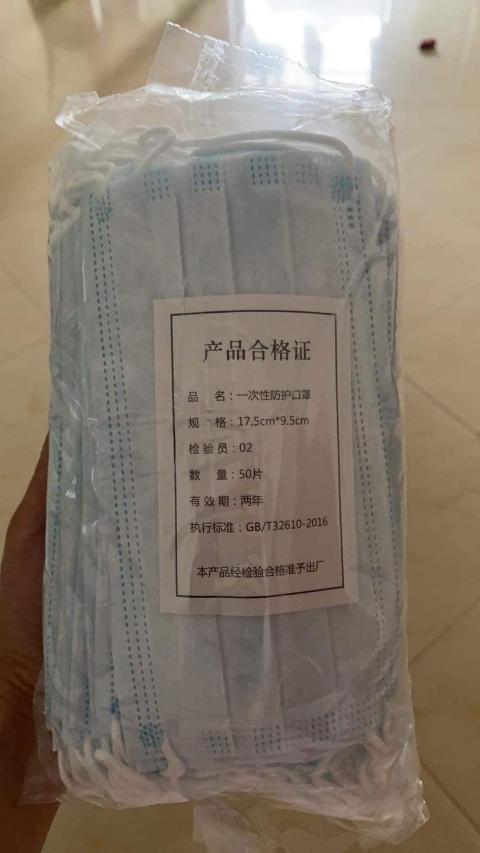 产品合格证
品 名：一次性防护口罩
规 格：17.5cm*9.5cm
检验员：02
数 量：50片
有效期：两年
执行标准：GB/T32610-2016
本产品经检验合格准予出厂